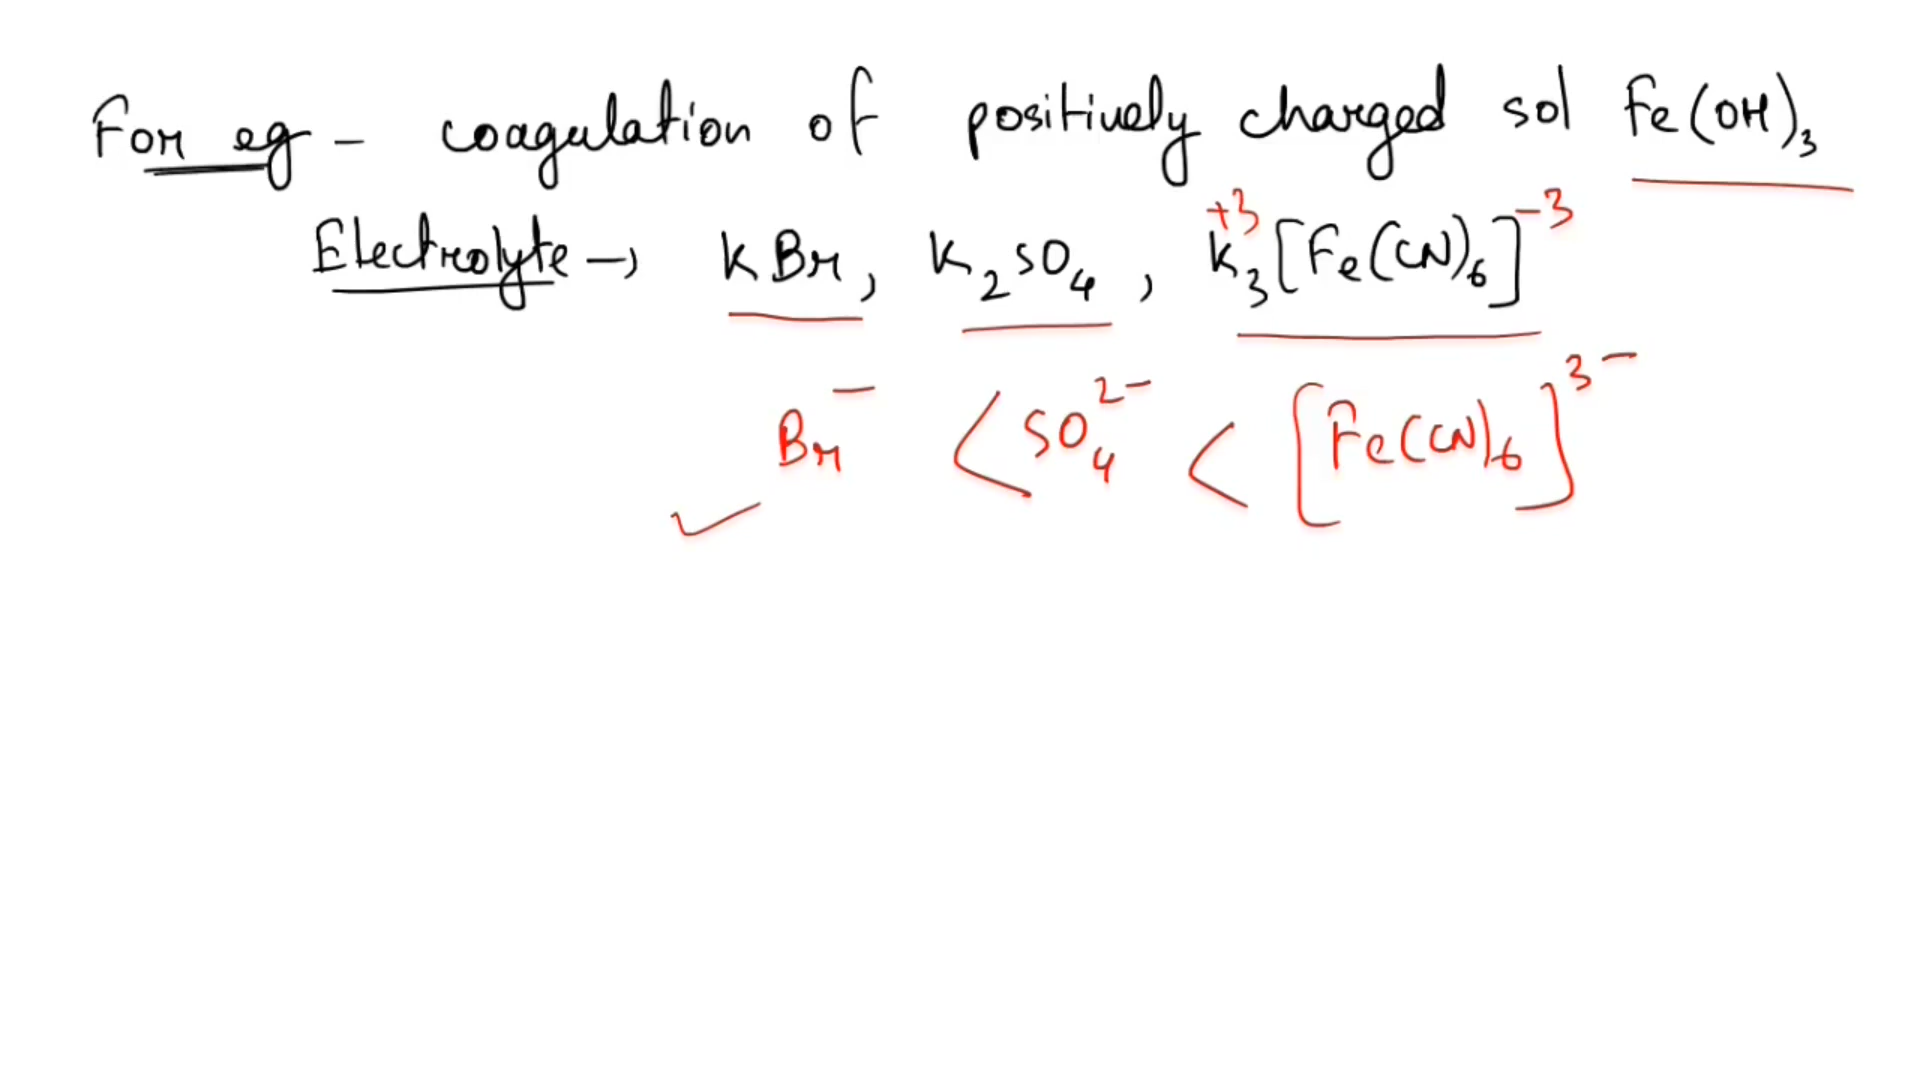 For eg - coagulation of positively charged sol Fe(OH)₃
Electrolyte → KBr, K₂SO₄, K₃⁺³[Fe(CN)₆]⁻³
Br⁻ < SO₄²⁻ < [Fe(CN)₆]³⁻